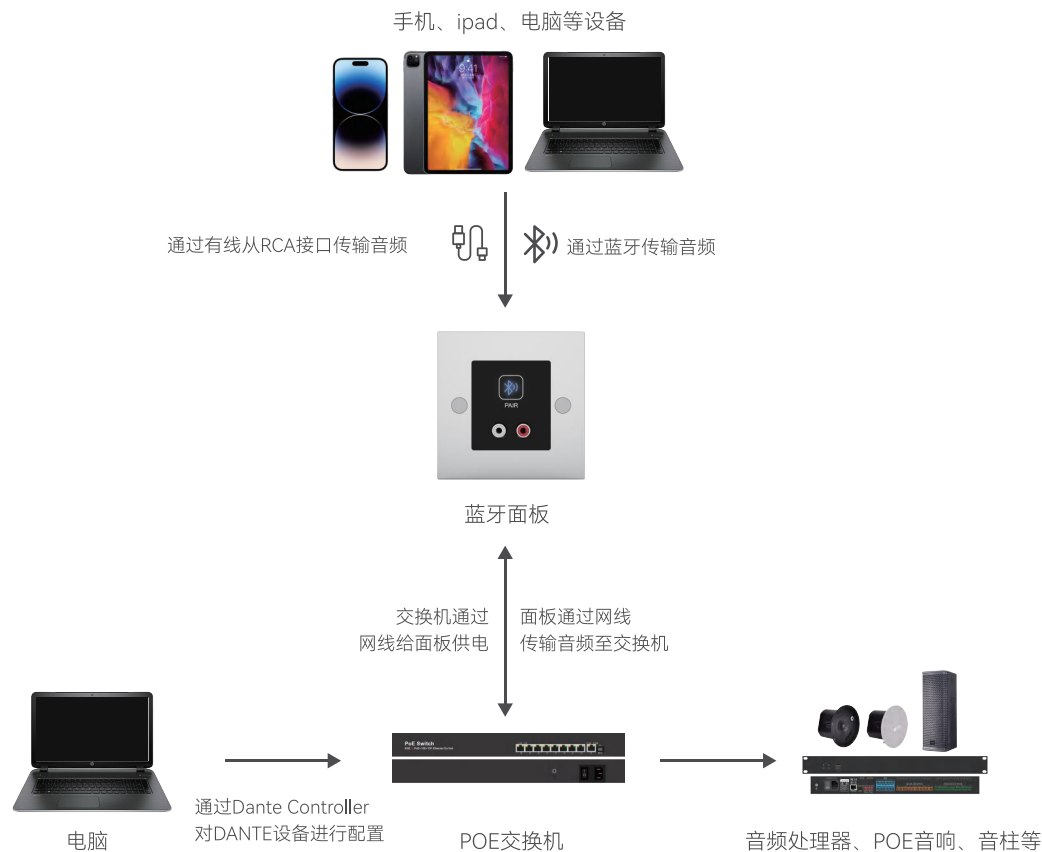 手机、ipad、电脑等设备
9:41
通过有线从RCA接口传输音频
通过蓝牙传输音频
PAIR
蓝牙面板
交换机通过
网线给面板供电
面板通过网线
传输音频至交换机
PoE Switch
通过Dante Controller
对DANTE设备进行配置
电脑
POE交换机
音频处理器、POE音响、音柱等